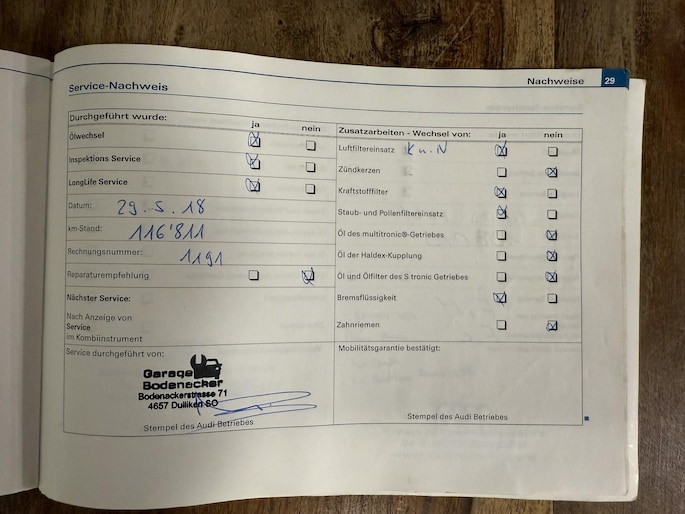 Nachweise 29
Service-Nachweis
Durchgeführt wurde: ja nein
Ölwechsel
Inspektions Service
LongLife Service
Datum: 29.5.18
km-Stand: 116'811
Rechnungsnummer: 1191
Reparaturempfehlung
Nächster Service:
Nach Anzeige von
Service
im Kombiinstrument
Service durchgeführt von:
Garage
Bodenacker
Bodenackerstrasse 71
4657 Dulliken SO
Stempel des Audi Betriebes
Zusatzarbeiten - Wechsel von: ja nein
Luftfiltereinsatz K u. N
Zündkerzen
Kraftstofffilter
Staub- und Pollenfiltereinsatz
Öl des multitronic®-Getriebes
Öl der Haldex-Kupplung
Öl und Ölfilter des S tronic Getriebes
Bremsflüssigkeit
Zahnriemen
Mobilitätsgarantie bestätigt:
Stempel des Audi Betriebes